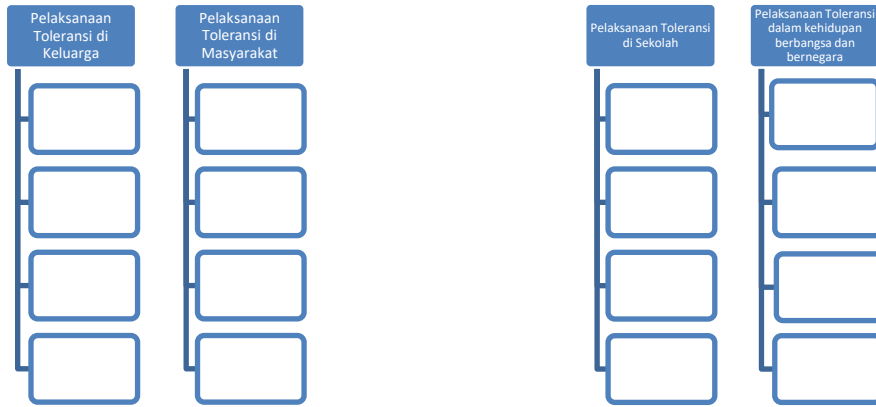 Pelaksanaan
Toleransi di
Keluarga
Pelaksanaan
Toleransi di
Masyarakat
Pelaksanaan Toleransi
di Sekolah
Pelaksanaan Toleransi
dalam kehidupan
berbangsa dan
bernegara